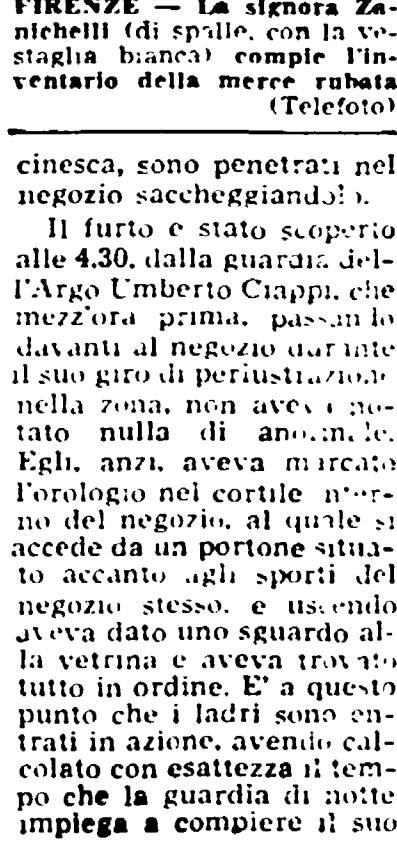 FIRENZE — La signora Za-
nichelli (di spalle, con la ve-
staglia bianca) compie l'in-
ventario della merce rubata
(Telefoto)
cinesca, sono penetrati nel
negozio saccheggiandolo.
Il furto è stato scoperto
alle 4.30, dalla guardia del-
l'Argo Umberto Ciappi, che
mezz'ora prima, passando
davanti al negozio durante
il suo giro di perlustrazione
nella zona, non aveva no-
tato nulla di anormale.
Egli, anzi, aveva marcato
l'orologio nel cortile inter-
no del negozio, al quale si
accede da un portone situa-
to accanto agli sporti del
negozio stesso, e uscendo
aveva dato uno sguardo al-
la vetrina e aveva trovato
tutto in ordine. E' a questo
punto che i ladri sono en-
trati in azione, avendo cal-
colato con esattezza il tem-
po che la guardia di notte
impiega a compiere il suo